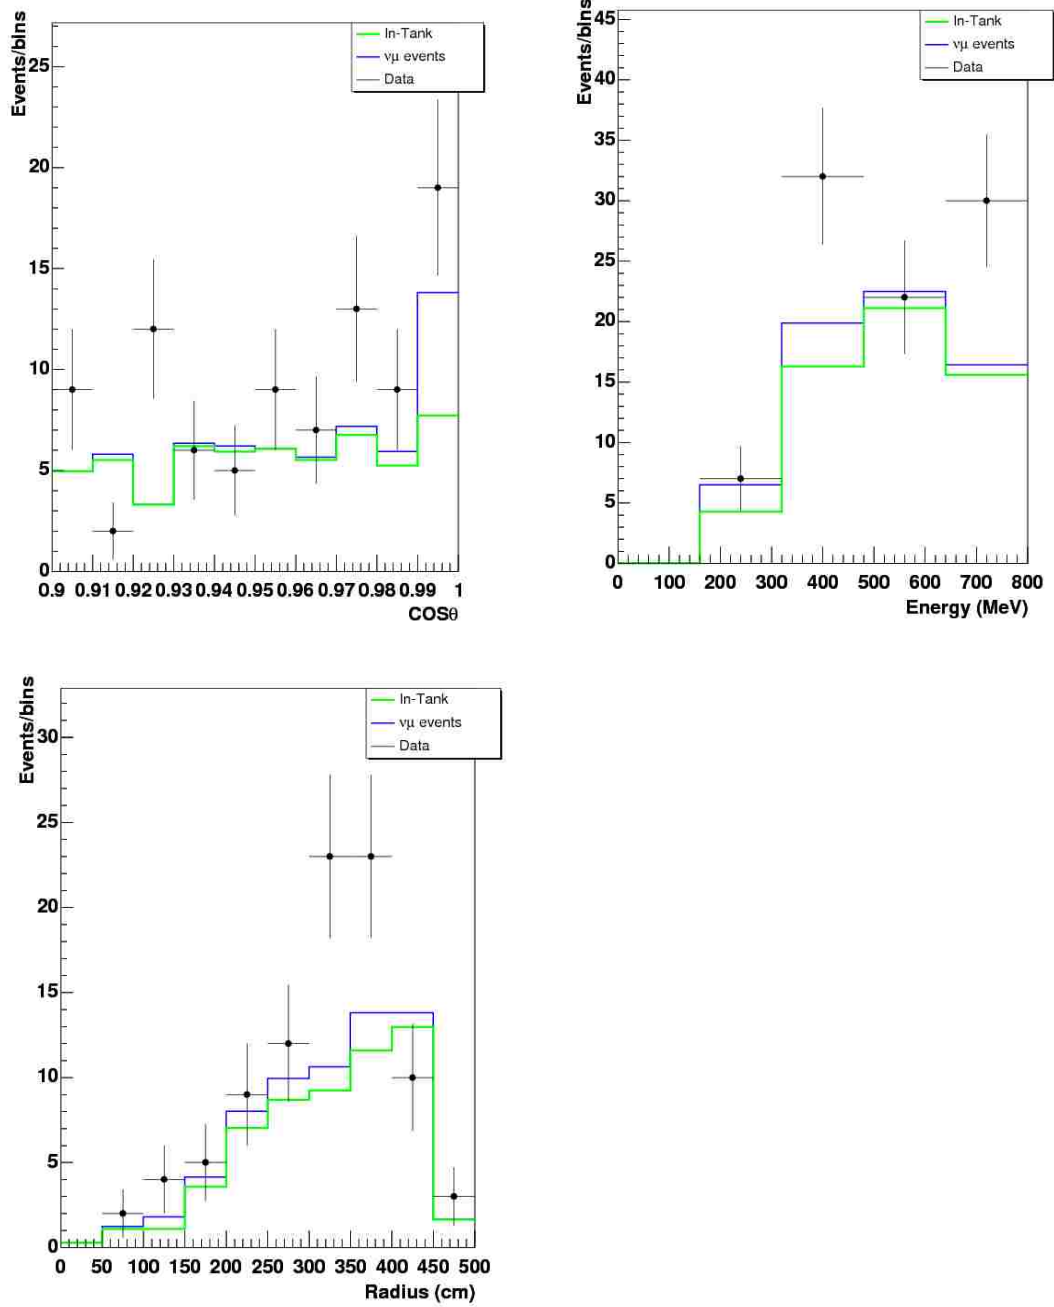 Events/bins
In-Tank
νμ events
Data
25
20
15
10
5
0
0.9 0.91 0.92 0.93 0.94 0.95 0.96 0.97 0.98 0.99 1
COSθ
Events/bins
In-Tank
νμ events
Data
45
40
35
30
25
20
15
10
5
0
0 100 200 300 400 500 600 700 800
Energy (MeV)
Events/bins
In-Tank
νμ events
Data
30
25
20
15
10
5
0
0 50 100 150 200 250 300 350 400 450 500
Radius (cm)